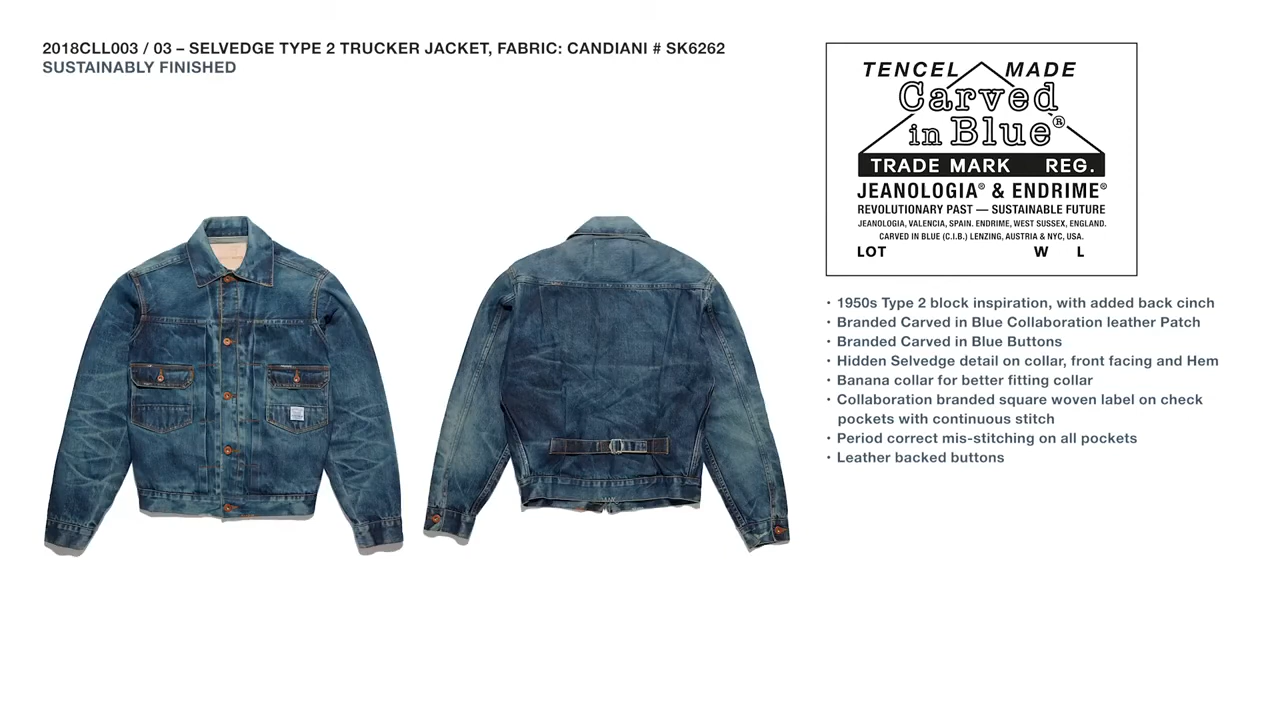 2018CLL003 / 03 – SELVEDGE TYPE 2 TRUCKER JACKET, FABRIC: CANDIANI # SK6262
SUSTAINABLY FINISHED
TENCEL MADE
Carved
in Blue®
TRADE MARK REG.
JEANOLOGIA® & ENDRIME®
REVOLUTIONARY PAST — SUSTAINABLE FUTURE
JEANOLOGIA, VALENCIA, SPAIN. ENDRIME, WEST SUSSEX, ENGLAND.
CARVED IN BLUE (C.I.B.) LENZING, AUSTRIA & NYC, USA.
LOT W L
• 1950s Type 2 block inspiration, with added back cinch
• Branded Carved in Blue Collaboration leather Patch
• Branded Carved in Blue Buttons
• Hidden Selvedge detail on collar, front facing and Hem
• Banana collar for better fitting collar
• Collaboration branded square woven label on check
pockets with continuous stitch
• Period correct mis-stitching on all pockets
• Leather backed buttons